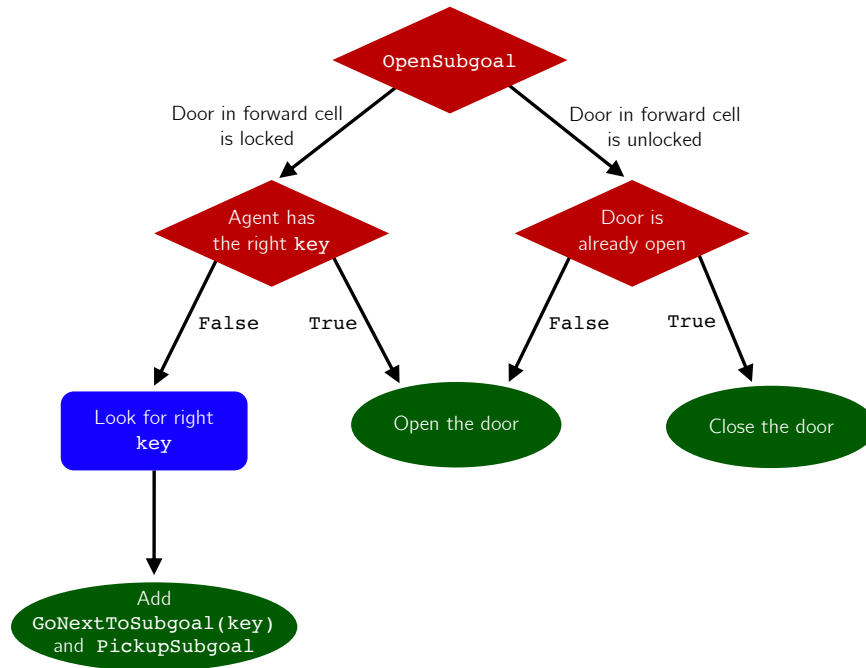 OpenSubgoal
Door in forward cell
is locked
Door in forward cell
is unlocked
Agent has
the right key
Door is
already open
False
True
False
True
Look for right
key
Open the door
Close the door
Add
GoNextToSubgoal(key)
and PickupSubgoal